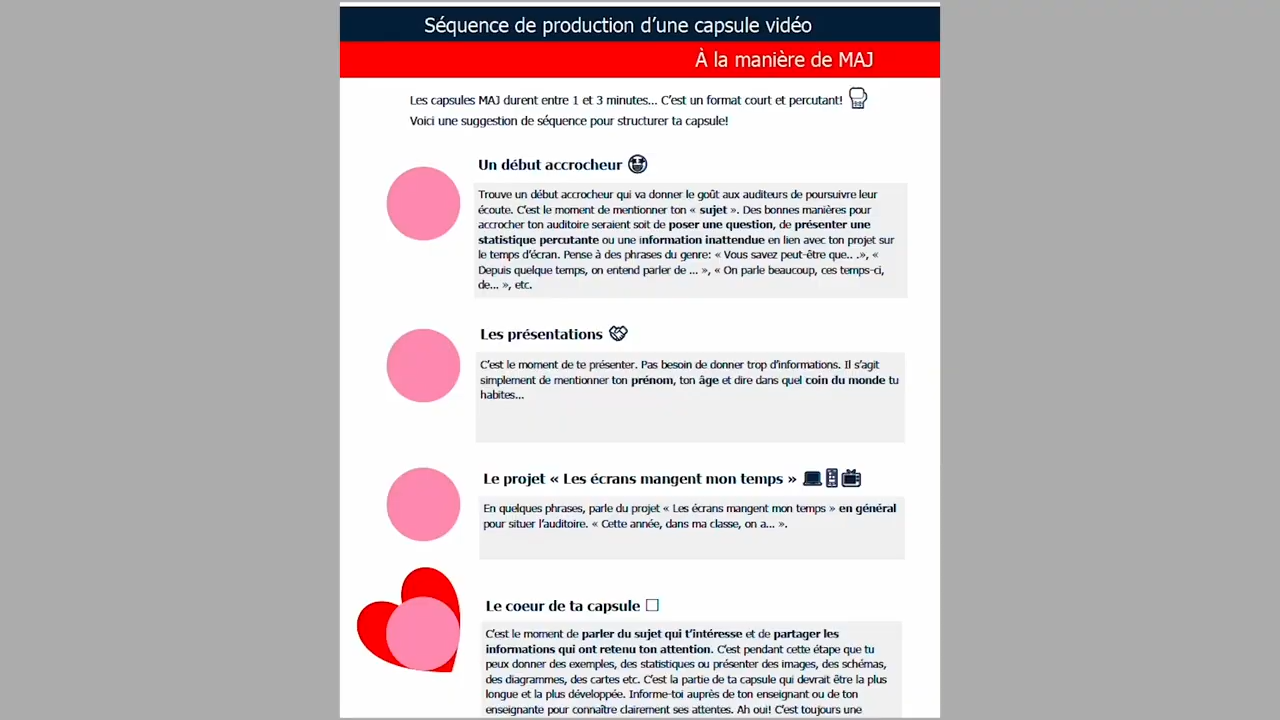 Séquence de production d’une capsule vidéo
À la manière de MAJ
Les capsules MAJ durent entre 1 et 3 minutes... C’est un format court et percutant!
Voici une suggestion de séquence pour structurer ta capsule!
Un début accrocheur
Trouve un début accrocheur qui va donner le goût aux auditeurs de poursuivre leur
écoute. C’est le moment de mentionner ton « sujet ». Des bonnes manières pour
accrocher ton auditoire seraient soit de poser une question, de présenter une
statistique percutante ou une information inattendue en lien avec ton projet sur
le temps d’écran. Pense à des phrases du genre: « Vous savez peut-être que.. .», «
Depuis quelque temps, on entend parler de ... », « On parle beaucoup, ces temps-ci,
de... », etc.
Les présentations
C’est le moment de te présenter. Pas besoin de donner trop d’informations. Il s’agit
simplement de mentionner ton prénom, ton âge et dire dans quel coin du monde tu
habites...
Le projet « Les écrans mangent mon temps »
En quelques phrases, parle du projet « Les écrans mangent mon temps » en général
pour situer l’auditoire. « Cette année, dans ma classe, on a... ».
Le coeur de ta capsule
C’est le moment de parler du sujet qui t’intéresse et de partager les
informations qui ont retenu ton attention. C’est pendant cette étape que tu
peux donner des exemples, des statistiques ou présenter des images, des schémas,
des diagrammes, des cartes etc. C’est la partie de ta capsule qui devrait être la plus
longue et la plus développée. Informe-toi auprès de ton enseignant ou de ton
enseignante pour connaître clairement ses attentes. Ah oui! C’est toujours une